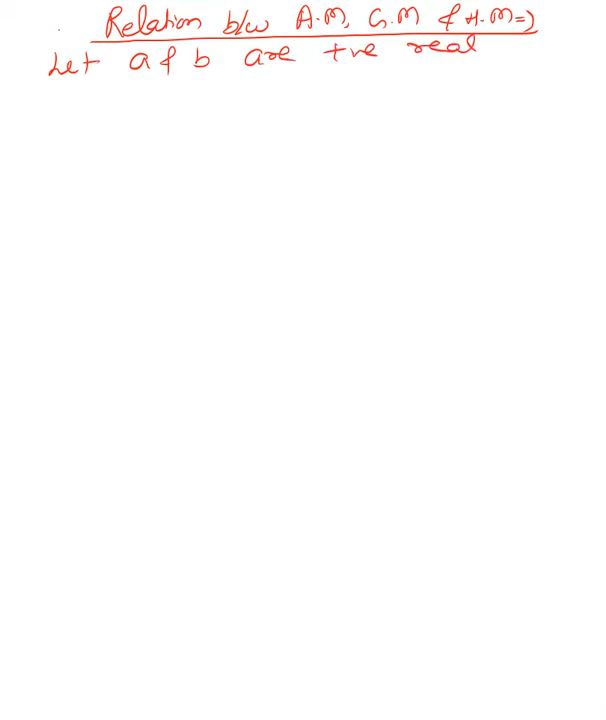 Relation b/w A.M, G.M & H.M =>
Let a & b are +ve real